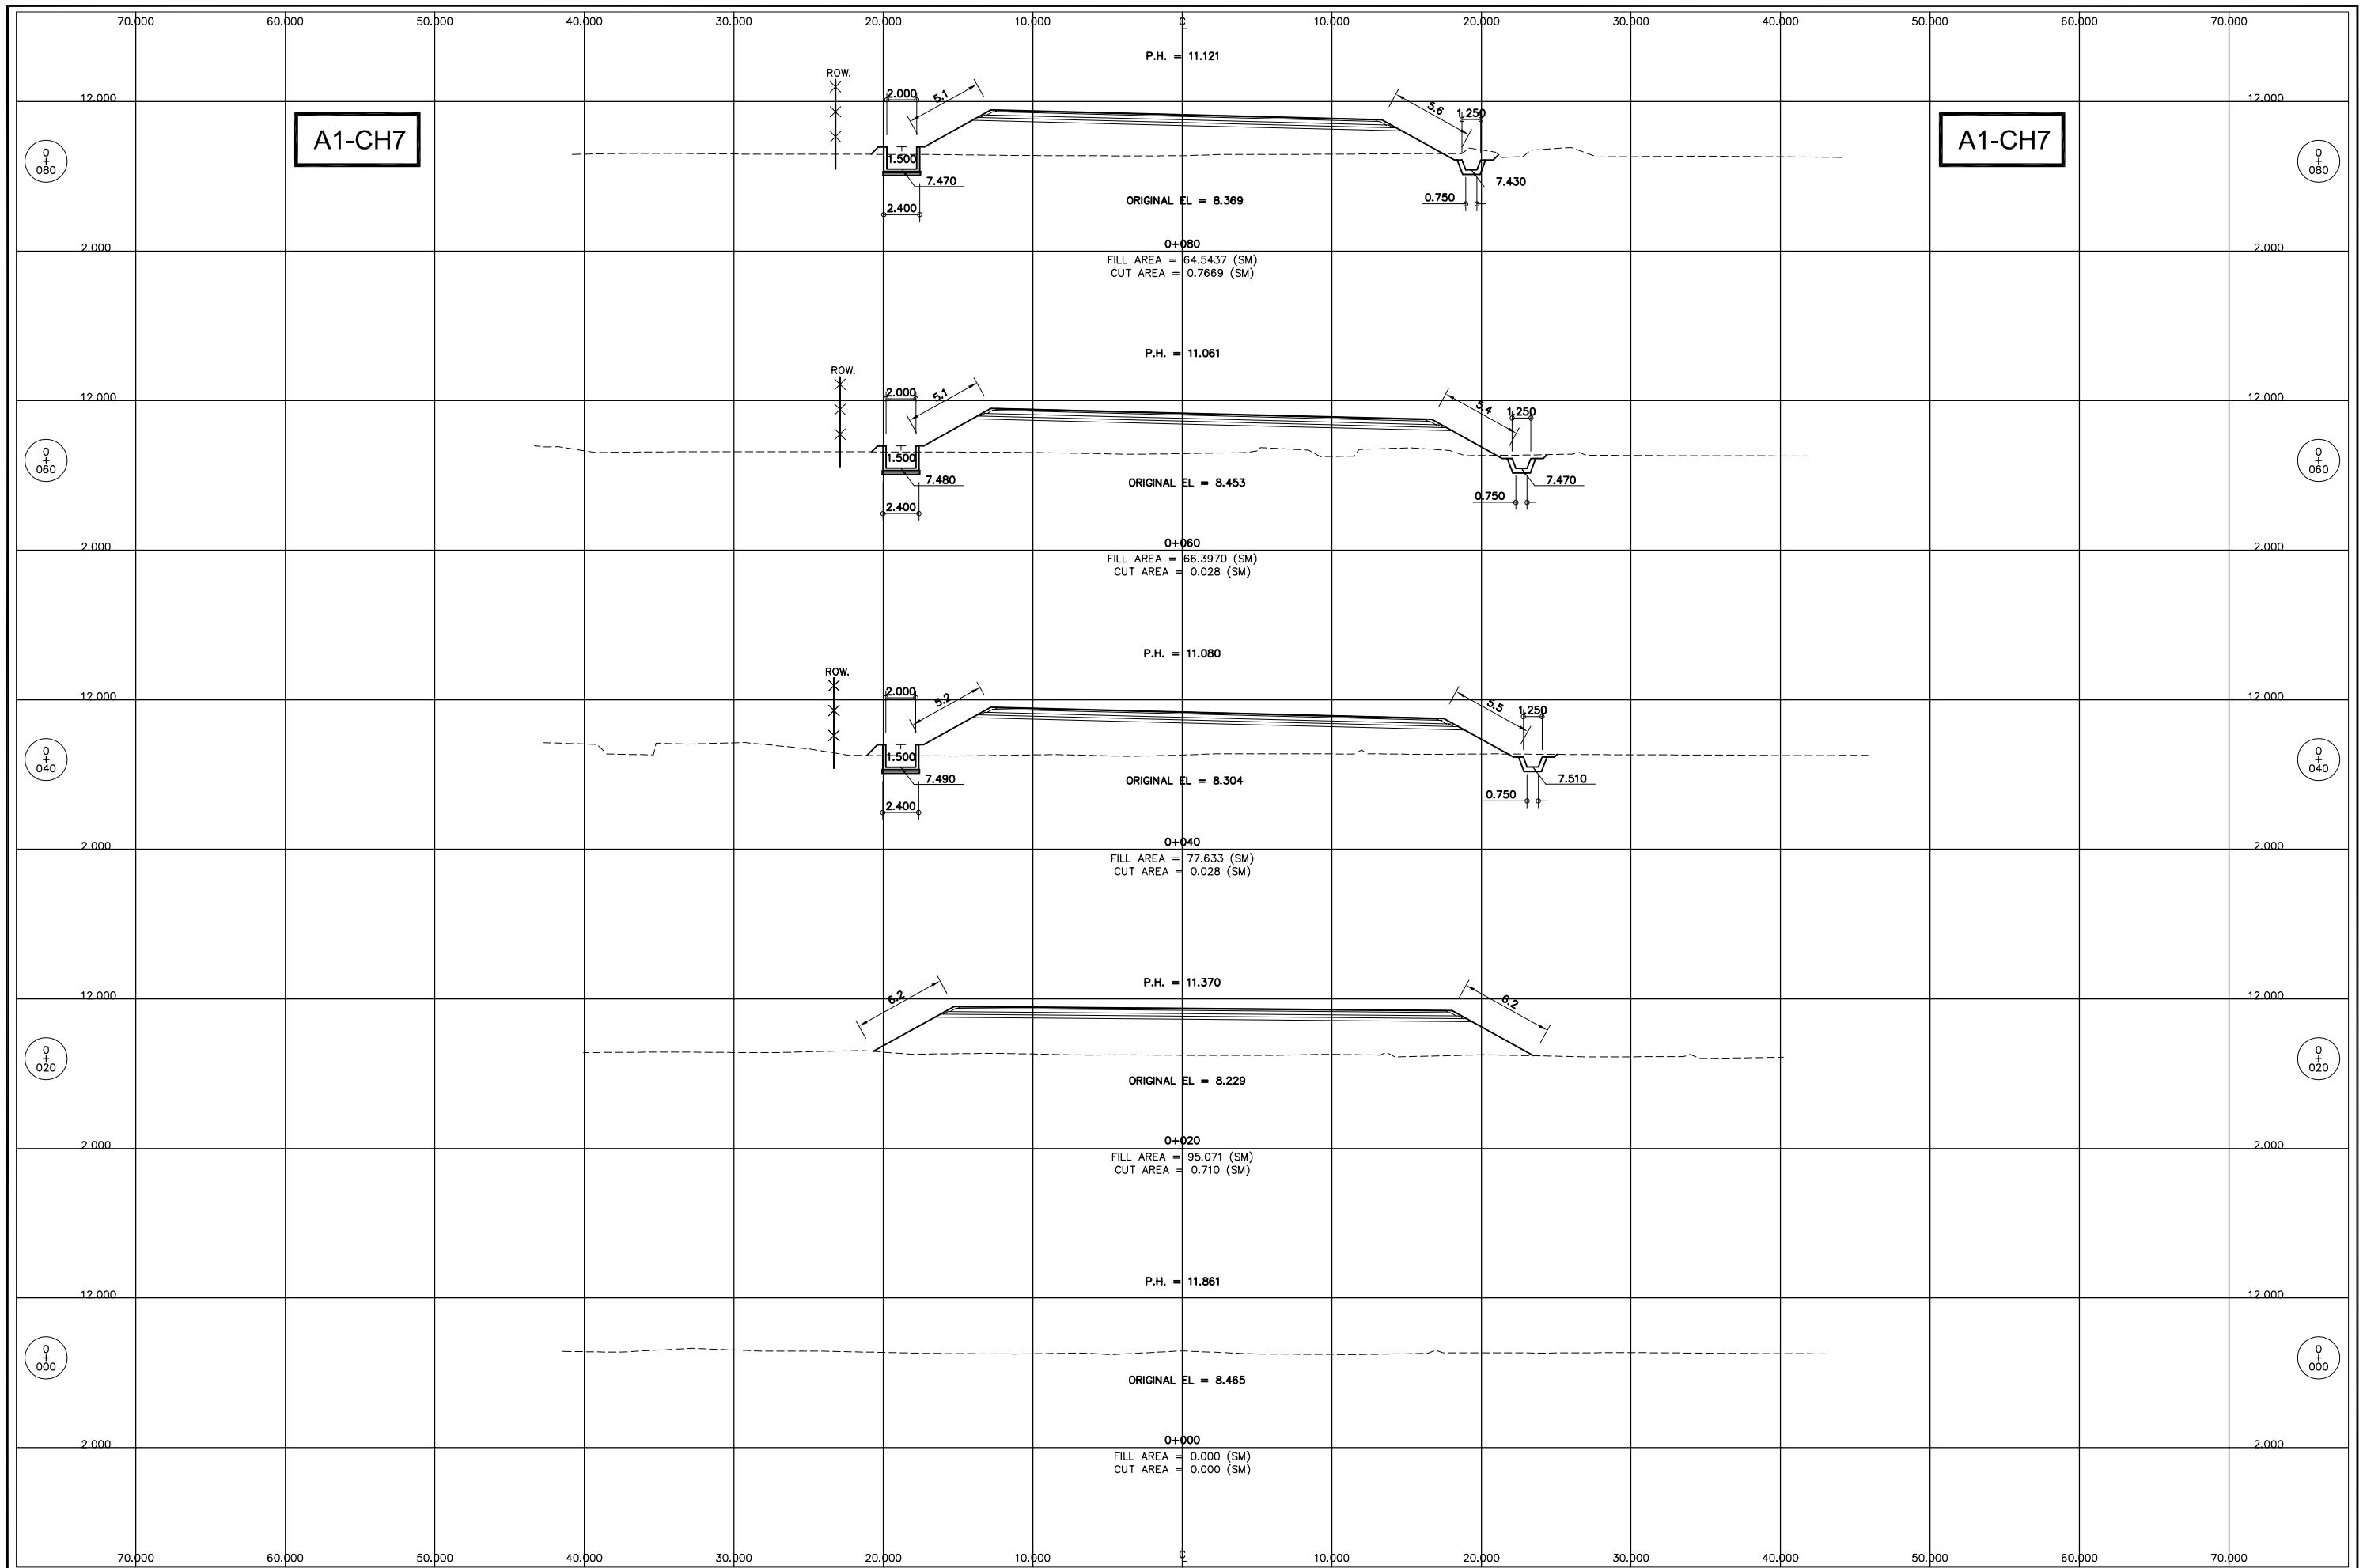 70.000 60.000 50.000 40.000 30.000 20.000 10.000 ℄ 10.000 20.000 30.000 40.000 50.000 60.000 70.000
P.H. = 11.121
ROW.
12.000 2.000 5.1 5.6 1.250 12.000
A1-CH7 A1-CH7
0 + 080 1.500 0 + 080
7.470 7.430
2.400 ORIGINAL EL = 8.369 0.750
2.000 0+080 2.000
FILL AREA = 64.5437 (SM)
CUT AREA = 0.7669 (SM)
P.H. = 11.061
ROW.
12.000 2.000 5.1 5.4 1.250 12.000
0 + 060 1.500 0 + 060
7.480 ORIGINAL EL = 8.453 7.470
2.400 0.750
2.000 0+060 2.000
FILL AREA = 66.3970 (SM)
CUT AREA = 0.028 (SM)
P.H. = 11.080
ROW.
12.000 2.000 5.2 5.5 1.250 12.000
0 + 040 1.500 0 + 040
7.490 ORIGINAL EL = 8.304 7.510
2.400 0.750
2.000 0+040 2.000
FILL AREA = 77.633 (SM)
CUT AREA = 0.028 (SM)
P.H. = 11.370
12.000 6.2 6.2 12.000
0 + 020 0 + 020
ORIGINAL EL = 8.229
2.000 0+020 2.000
FILL AREA = 95.071 (SM)
CUT AREA = 0.710 (SM)
P.H. = 11.861
12.000 12.000
0 + 000 0 + 000
ORIGINAL EL = 8.465
2.000 0+000 2.000
FILL AREA = 0.000 (SM)
CUT AREA = 0.000 (SM)
70.000 60.000 50.000 40.000 30.000 20.000 10.000 ℄ 10.000 20.000 30.000 40.000 50.000 60.000 70.000